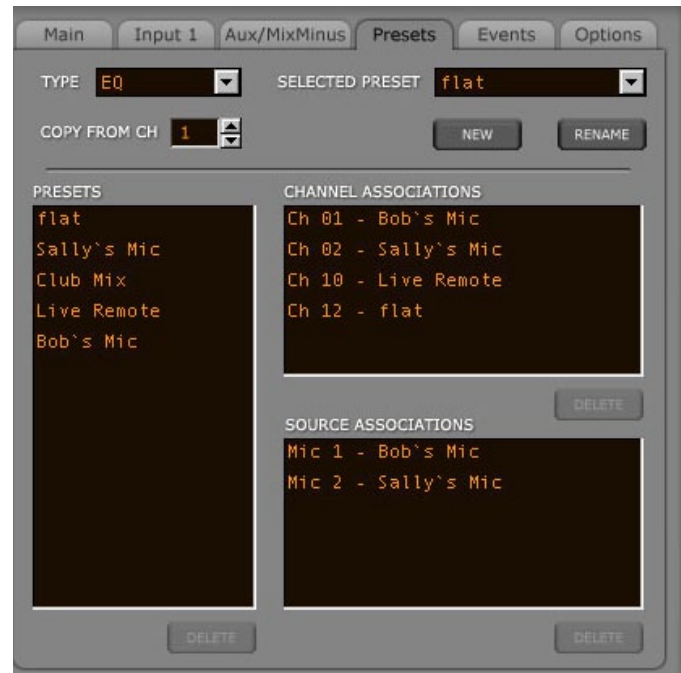 Main Input 1 Aux/MixMinus Presets Events Options
TYPE EQ SELECTED PRESET flat
COPY FROM CH 1 NEW RENAME
PRESETS
flat
Sally`s Mic
Club Mix
Live Remote
Bob`s Mic
DELETE
CHANNEL ASSOCIATIONS
Ch 01 - Bob`s Mic
Ch 02 - Sally`s Mic
Ch 10 - Live Remote
Ch 12 - flat
DELETE
SOURCE ASSOCIATIONS
Mic 1 - Bob`s Mic
Mic 2 - Sally`s Mic
DELETE